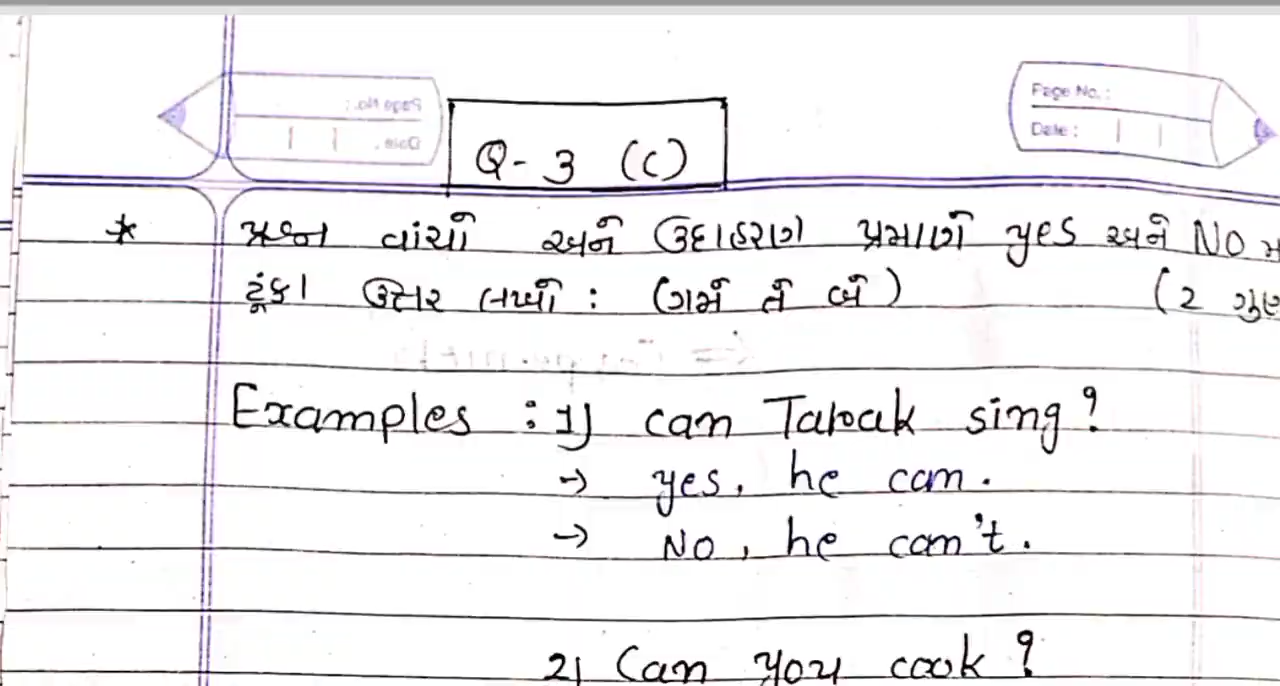 Page No. :
Date :
Q - 3 (C)
* પ્રશ્ન વાંચો અને ઉદાહરણ પ્રમાણે yes અને NO
ટૂંકા ઉત્તર લખો : (ગમે તે બે) (2
Examples : 1) can Tarak sing ?
→ yes, he can.
→ No, he can't.
2) Can you cook ?